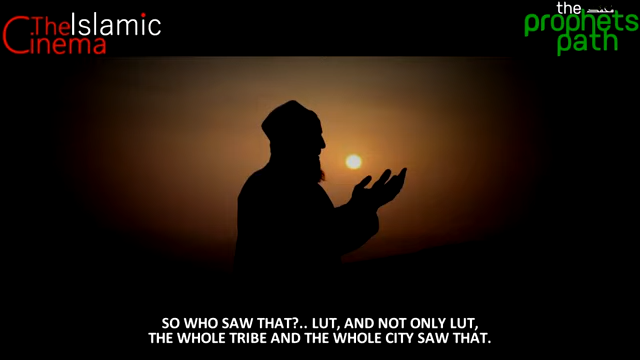 The Islamic
Cinema
the
prophets
path
SO WHO SAW THAT?.. LUT, AND NOT ONLY LUT,
THE WHOLE TRIBE AND THE WHOLE CITY SAW THAT.